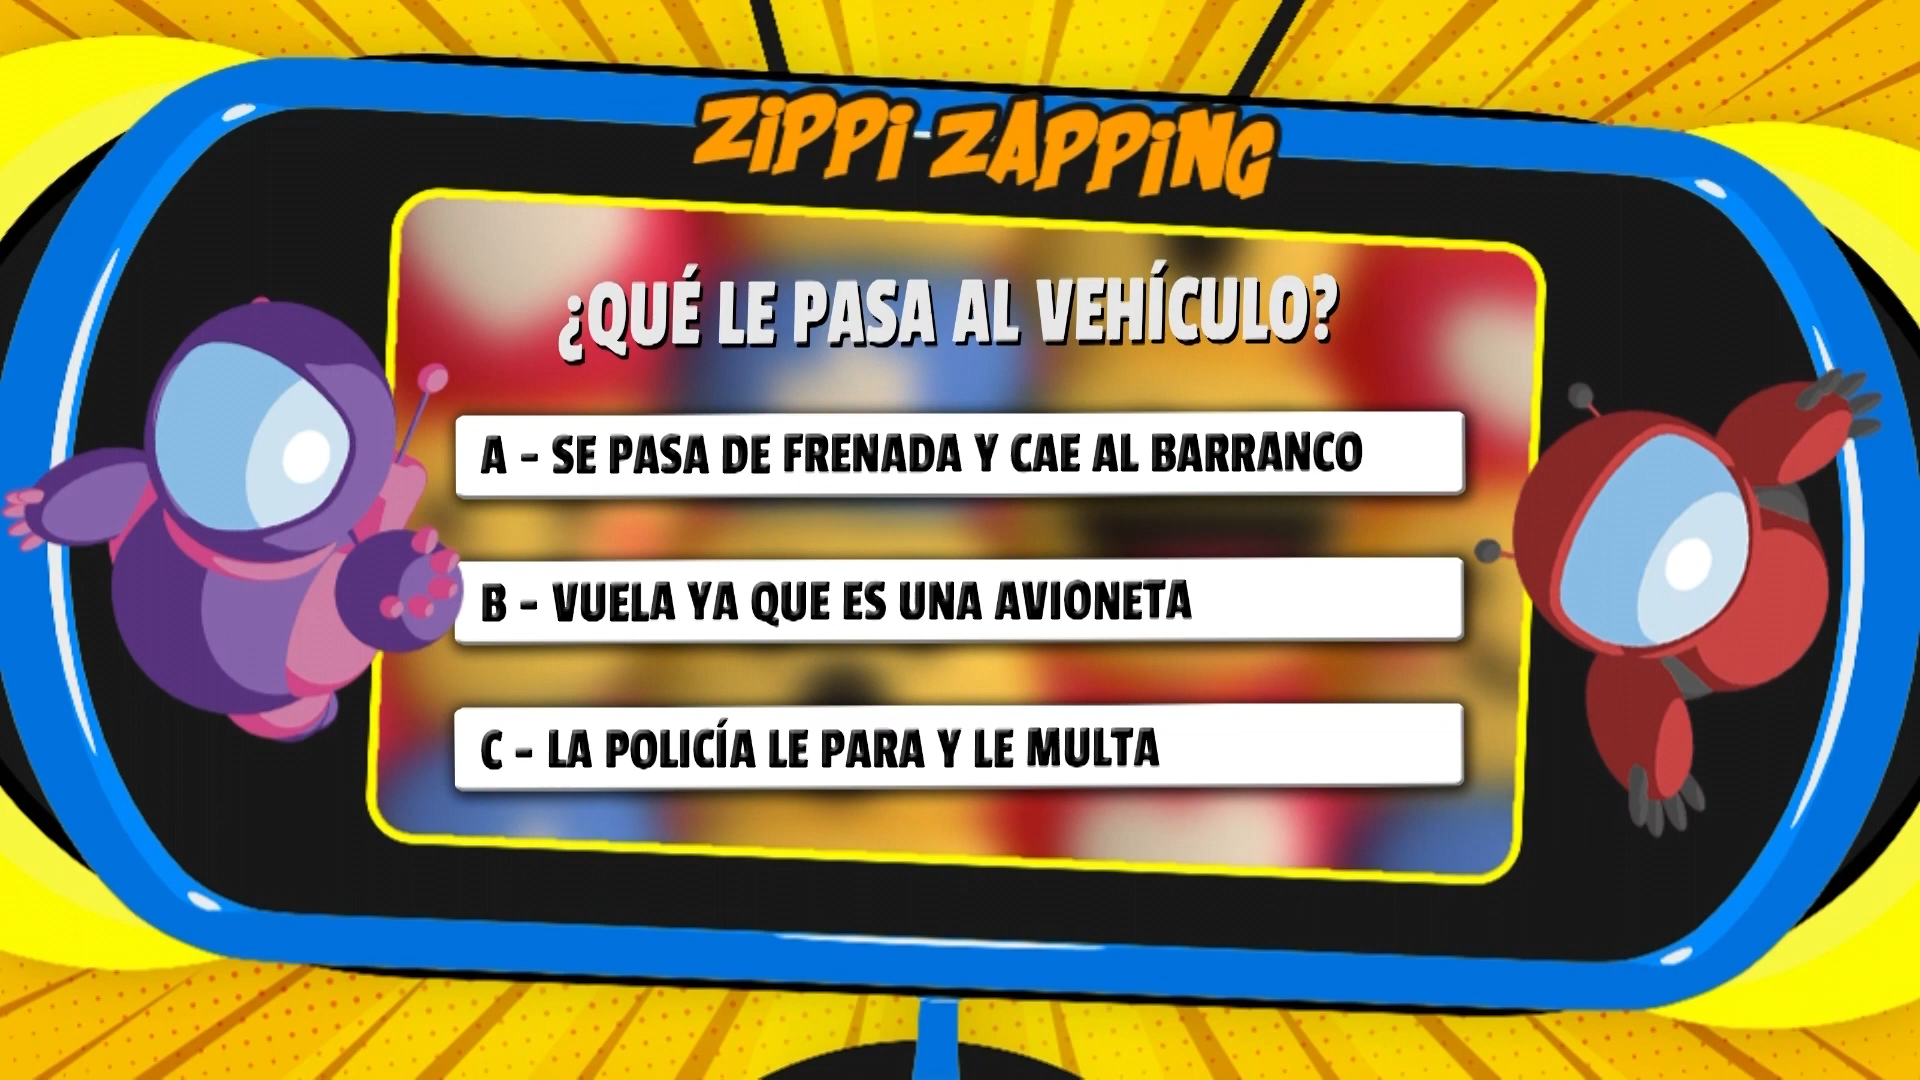 ZiPPi ZAPPiNG
¿QUÉ LE PASA AL VEHÍCULO?
A - SE PASA DE FRENADA Y CAE AL BARRANCO
B - VUELA YA QUE ES UNA AVIONETA
C - LA POLICÍA LE PARA Y LE MULTA